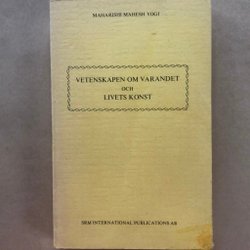 MAHARISHI MAHESH YOGI
VETENSKAPEN OM VARANDET
OCH
LIVETS KONST
SRM INTERNATIONAL PUBLICATIONS AB